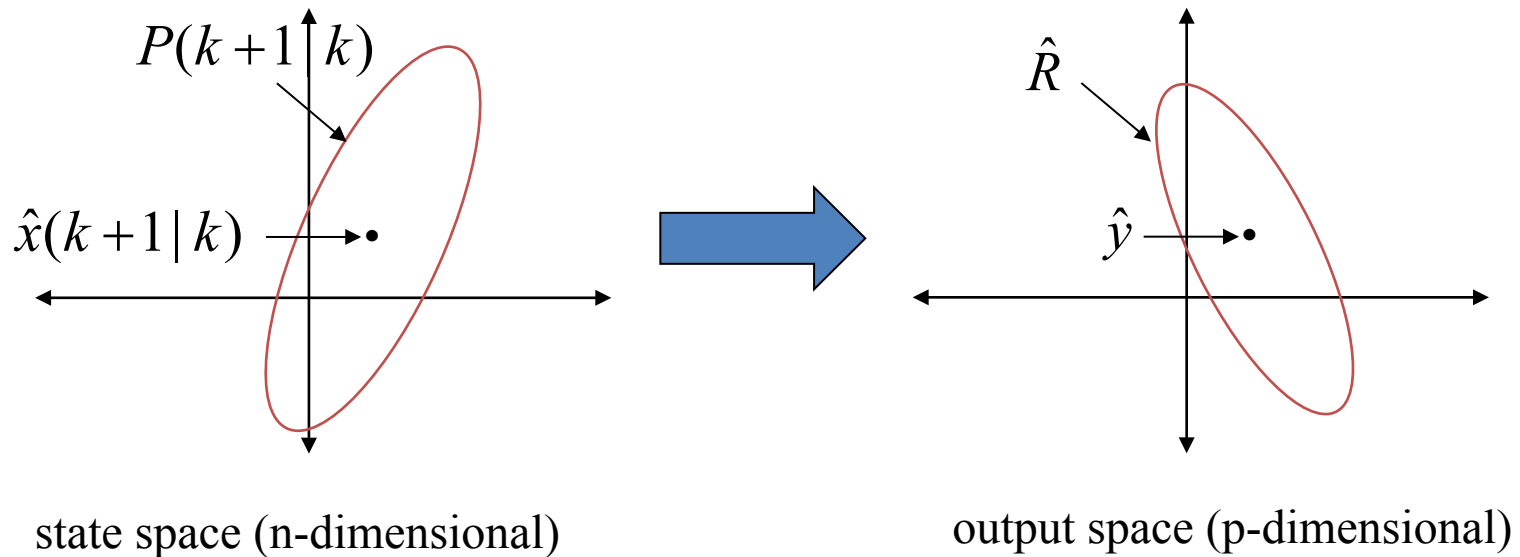 P(k+1|k)
x̂(k+1|k)
state space (n-dimensional)
R̂
ŷ
output space (p-dimensional)